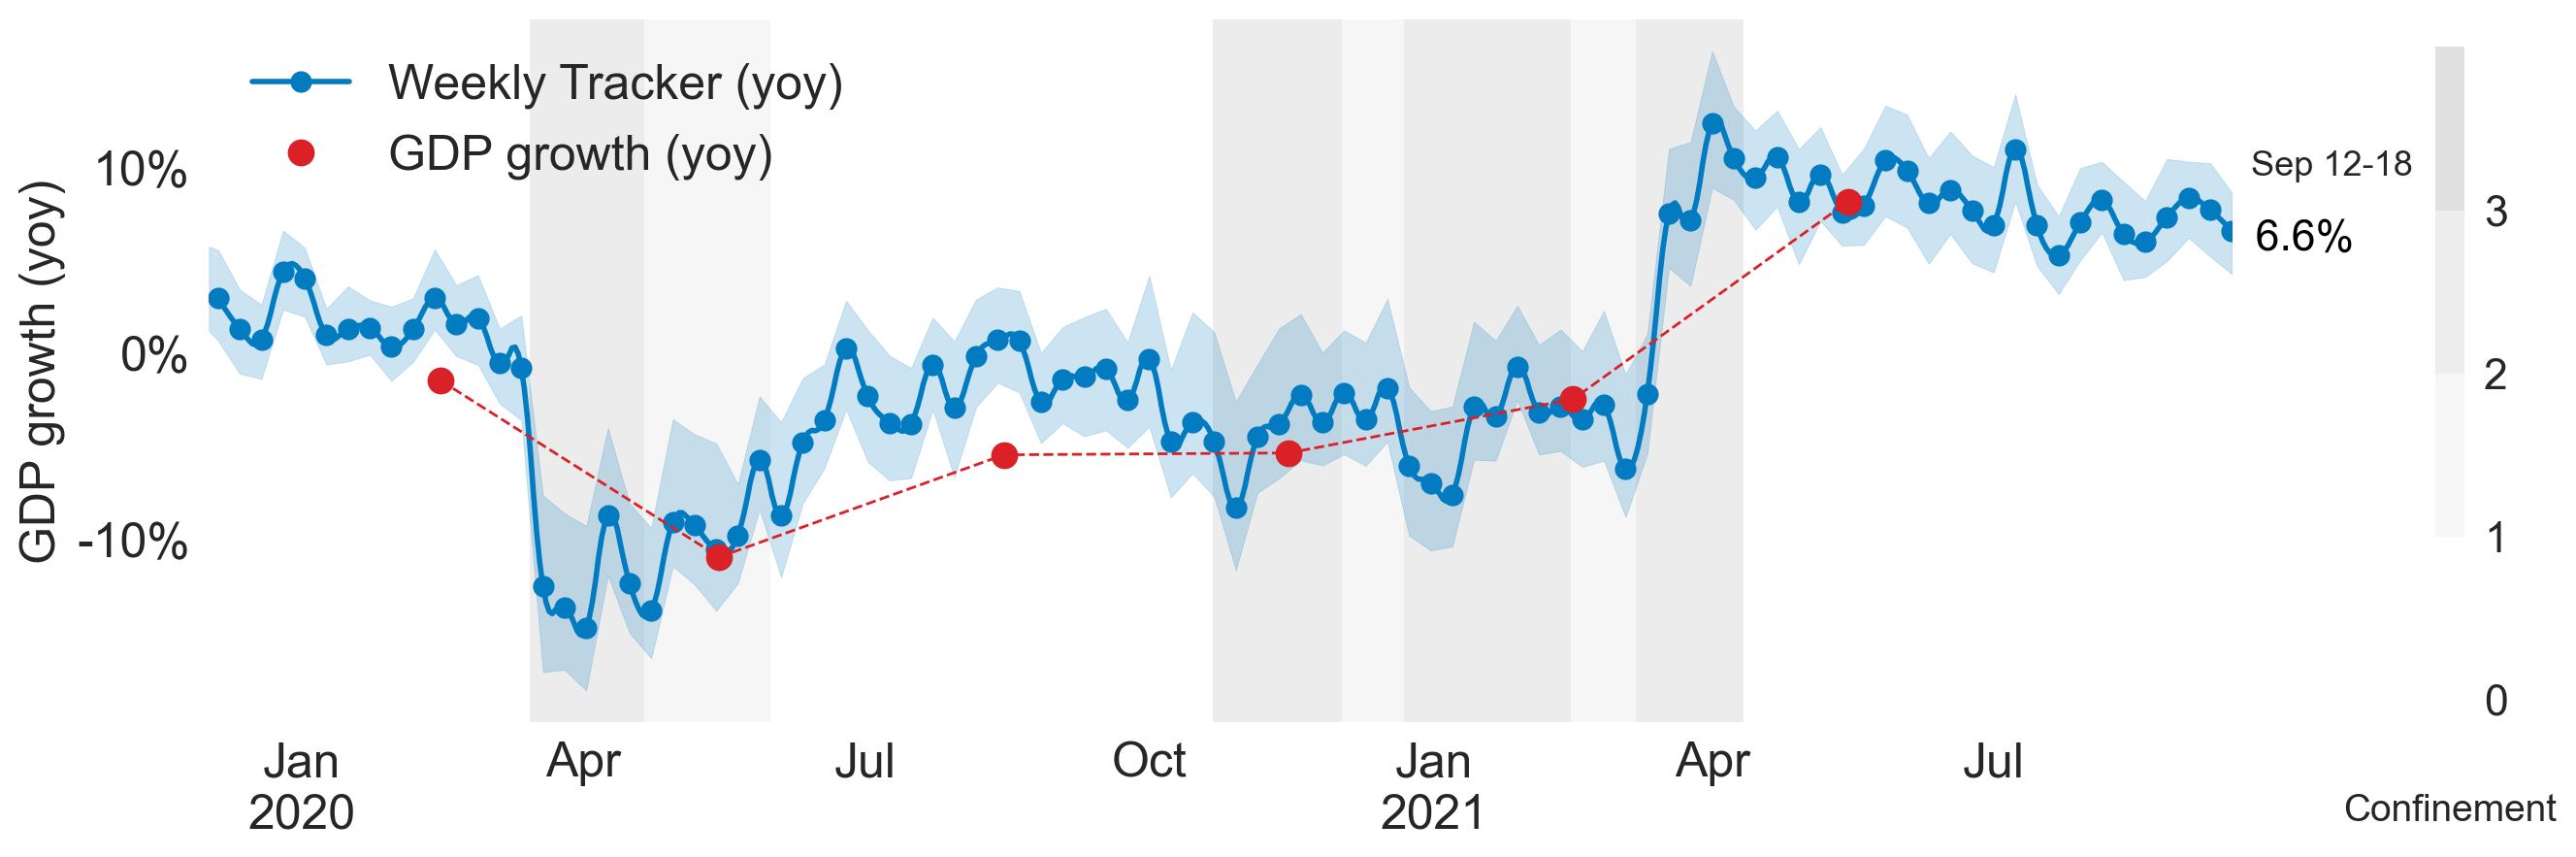 Weekly Tracker (yoy)
GDP growth (yoy)
GDP growth (yoy)
10%
0%
-10%
Sep 12-18
6.6%
3
2
1
0
Jan
2020
Apr
Jul
Oct
Jan
2021
Apr
Jul
Confinement